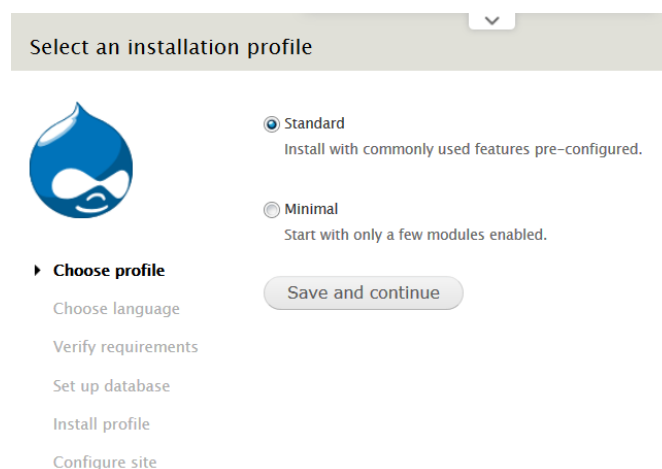 Select an installation profile
Standard
Install with commonly used features pre-configured.
Minimal
Start with only a few modules enabled.
Save and continue
Choose profile
Choose language
Verify requirements
Set up database
Install profile
Configure site